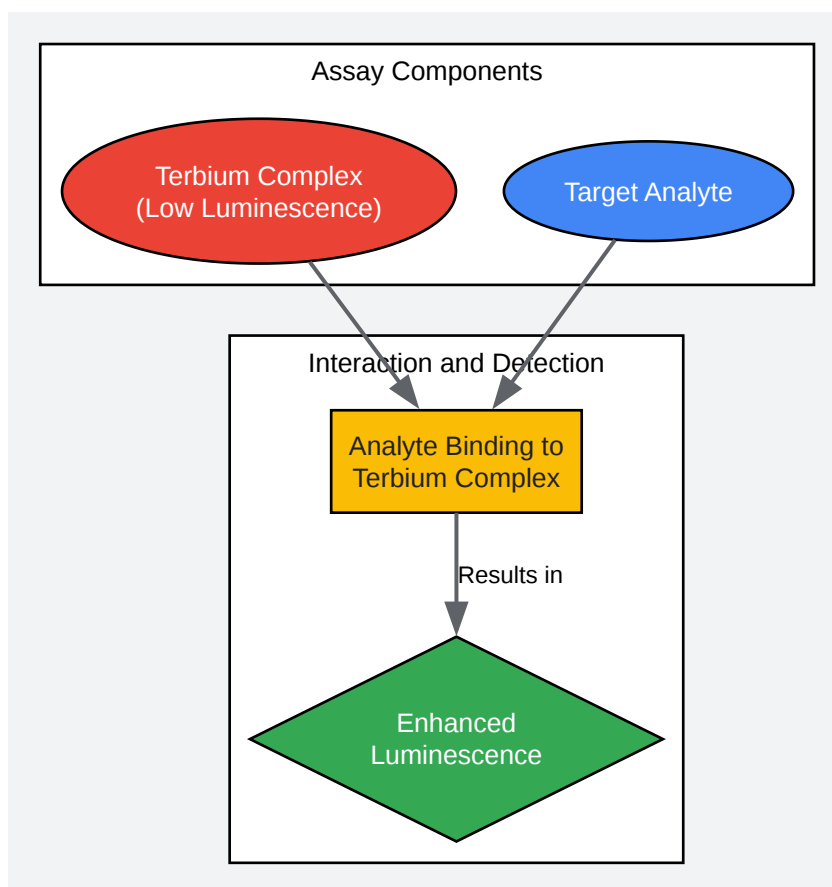 Assay Components
Terbium Complex
(Low Luminescence)
Target Analyte
Interaction and Detection
Analyte Binding to
Terbium Complex
Results in
Enhanced
Luminescence